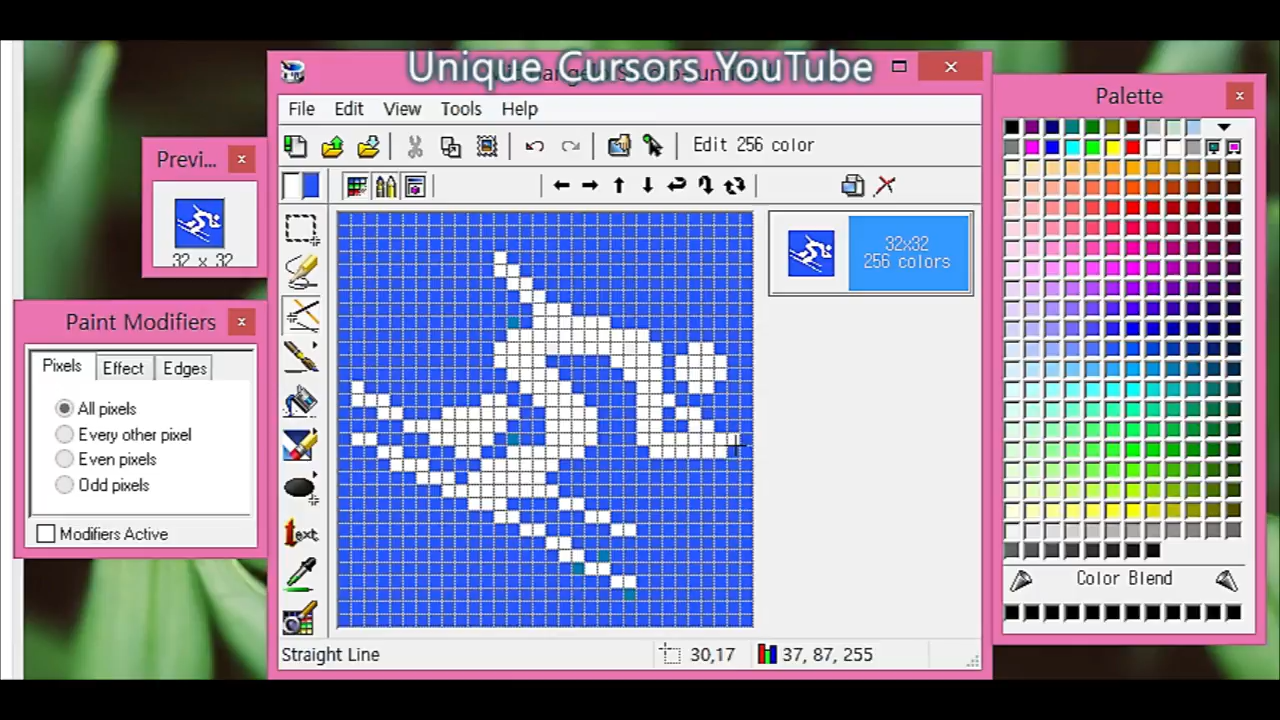 Unique Cursors YouTube
File Edit View Tools Help
Palette
Edit 256 color
Previ...
32 x 32
32x32
256 colors
Paint Modifiers
Pixels Effect Edges
All pixels
Every other pixel
Even pixels
Odd pixels
Modifiers Active
text
Color Blend
Straight Line
30,17
37, 87, 255